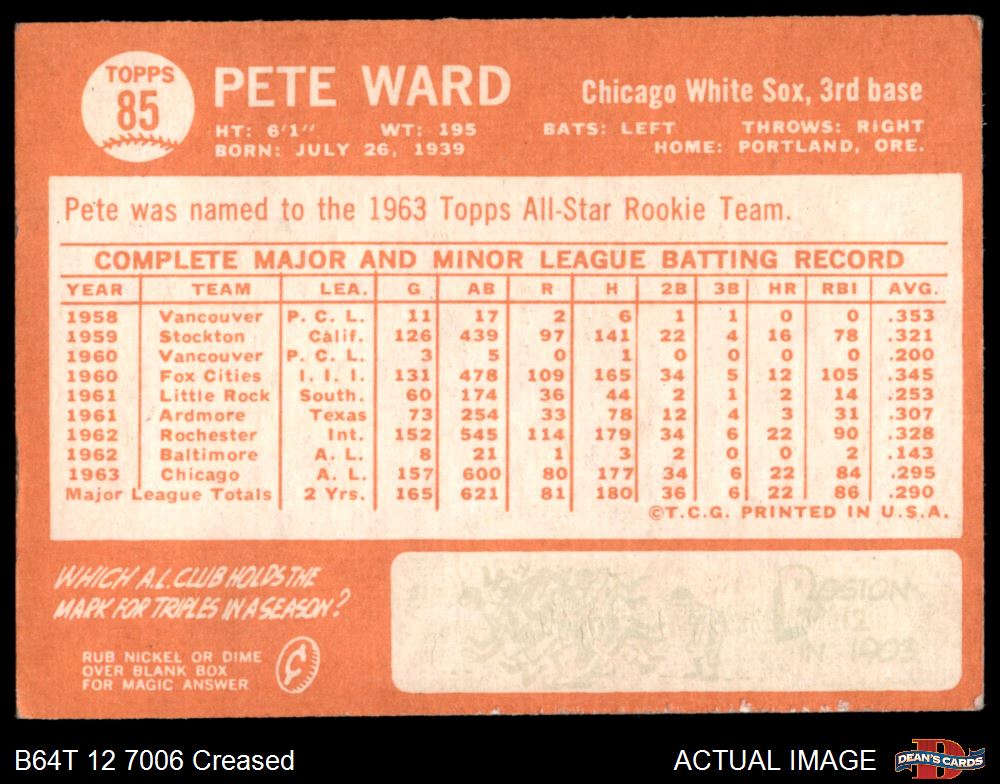 TOPPS
85
PETE WARD
Chicago White Sox, 3rd base
HT: 6'1" WT: 195 BATS: LEFT THROWS: RIGHT
BORN: JULY 26, 1939 HOME: PORTLAND, ORE.
Pete was named to the 1963 Topps All-Star Rookie Team.
COMPLETE MAJOR AND MINOR LEAGUE BATTING RECORD
YEAR TEAM LEA. G AB R H 2B 3B HR RBI AVG.
1958 Vancouver P. C. L. 11 17 2 6 1 1 0 0 .353
1959 Stockton Calif. 126 439 97 141 22 4 16 78 .321
1960 Vancouver P. C. L. 3 5 0 1 0 0 0 0 .200
1960 Fox Cities I. I. I. 131 478 109 165 34 5 12 105 .345
1961 Little Rock South. 60 174 36 44 2 1 2 14 .253
1961 Ardmore Texas 73 254 33 78 12 4 3 31 .307
1962 Rochester Int. 152 545 114 179 34 6 22 90 .328
1962 Baltimore A. L. 8 21 1 3 2 0 0 2 .143
1963 Chicago A. L. 157 600 80 177 34 6 22 84 .295
Major League Totals 2 Yrs. 165 621 81 180 36 6 22 86 .290
©T.C.G. PRINTED IN U.S.A.
WHICH A.L. CLUB HOLDS THE
MARK FOR TRIPLES IN A SEASON?
RUB NICKEL OR DIME
OVER BLANK BOX
FOR MAGIC ANSWER
¢
BOSTON
112
IN 1903
B64T 12 7006 Creased
ACTUAL IMAGE
D
DEAN'S CARDS